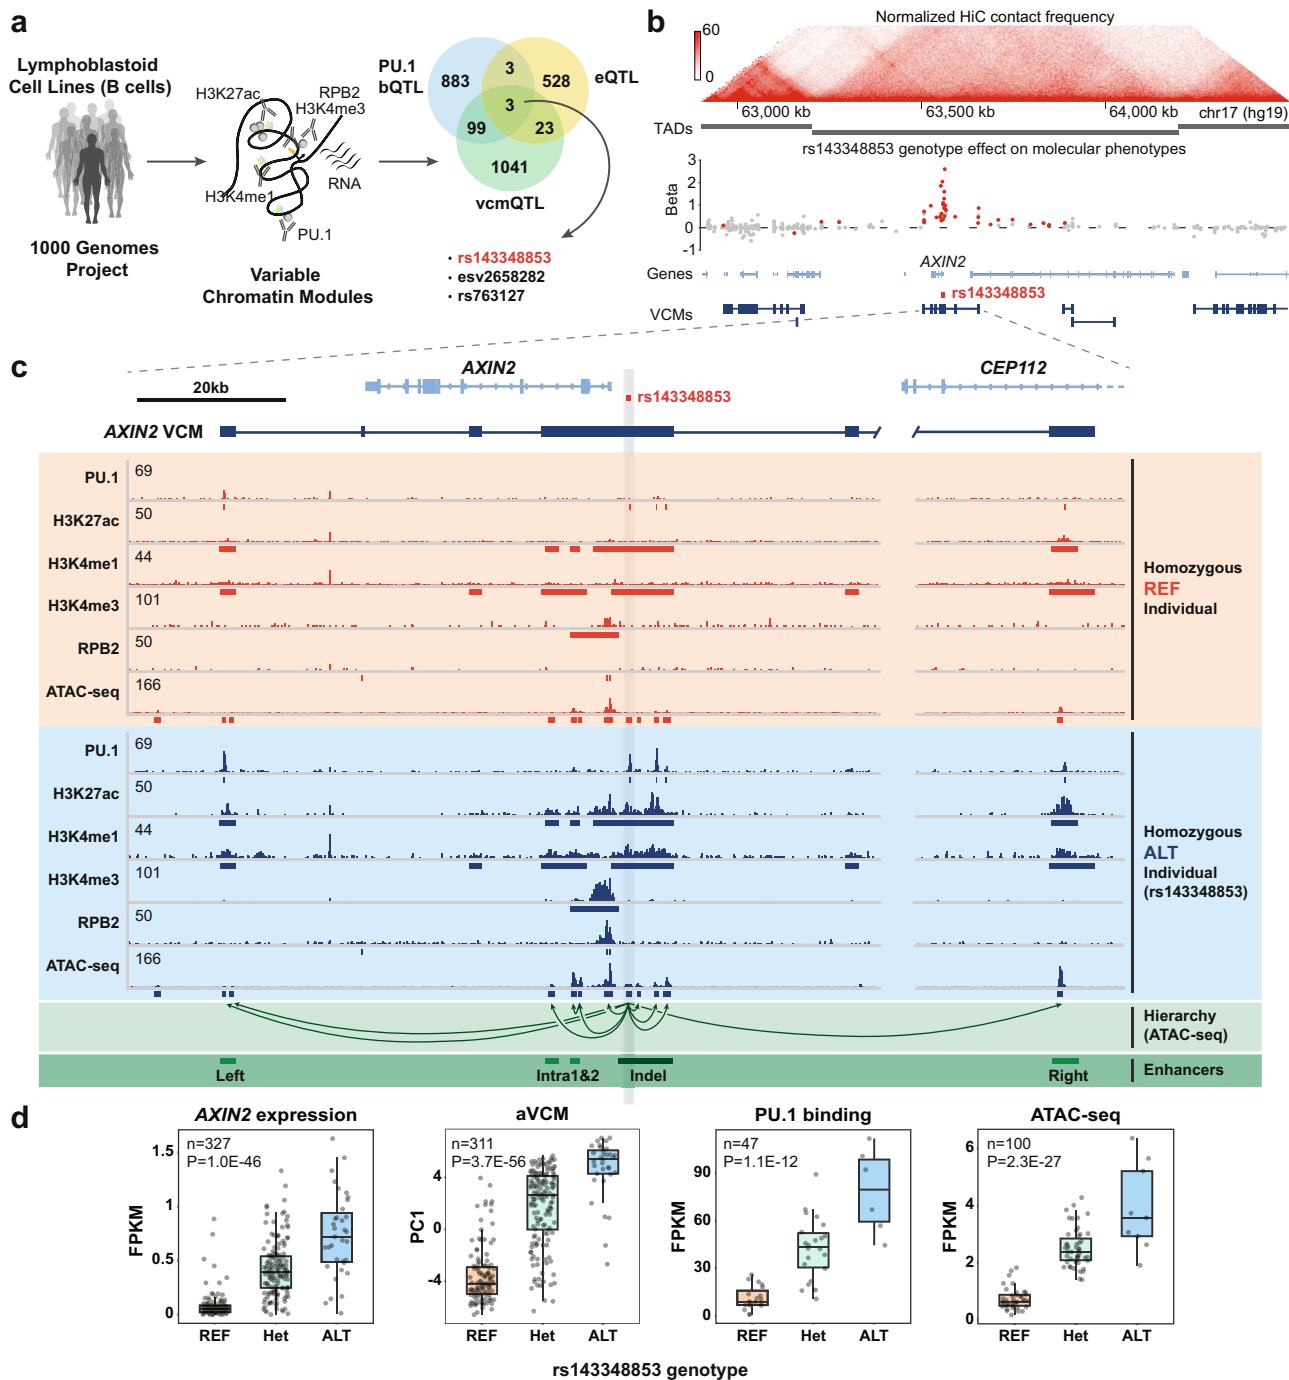 a
Lymphoblastoid
Cell Lines (B cells)
1000 Genomes
Project
H3K27ac
RPB2
H3K4me3
H3K4me1
RNA
PU.1
Variable
Chromatin Modules
PU.1
bQTL
883
3
528
eQTL
3
99
23
1041
vcmQTL
• rs143348853
• esv2658282
• rs763127
b
Normalized HiC contact frequency
60
0
63,000 kb
63,500 kb
64,000 kb
chr17 (hg19)
TADs
rs143348853 genotype effect on molecular phenotypes
Beta
3
2
1
0
-1
AXIN2
Genes
rs143348853
VCMs
c
20kb
AXIN2
CEP112
rs143348853
AXIN2 VCM
PU.1
69
H3K27ac
50
H3K4me1
44
H3K4me3
101
RPB2
50
ATAC-seq
166
Homozygous
REF
Individual
PU.1
69
H3K27ac
50
H3K4me1
44
H3K4me3
101
RPB2
50
ATAC-seq
166
Homozygous
ALT
Individual
(rs143348853)
Hierarchy
(ATAC-seq)
Left
Intra1&2
Indel
Right
Enhancers
d
AXIN2 expression
n=327
P=1.0E-46
FPKM
1.5
1
0.5
0
REF
Het
ALT
aVCM
n=311
P=3.7E-56
PC1
4
0
-4
REF
Het
ALT
PU.1 binding
n=47
P=1.1E-12
FPKM
90
60
30
0
REF
Het
ALT
ATAC-seq
n=100
P=2.3E-27
FPKM
6
4
2
0
REF
Het
ALT
rs143348853 genotype